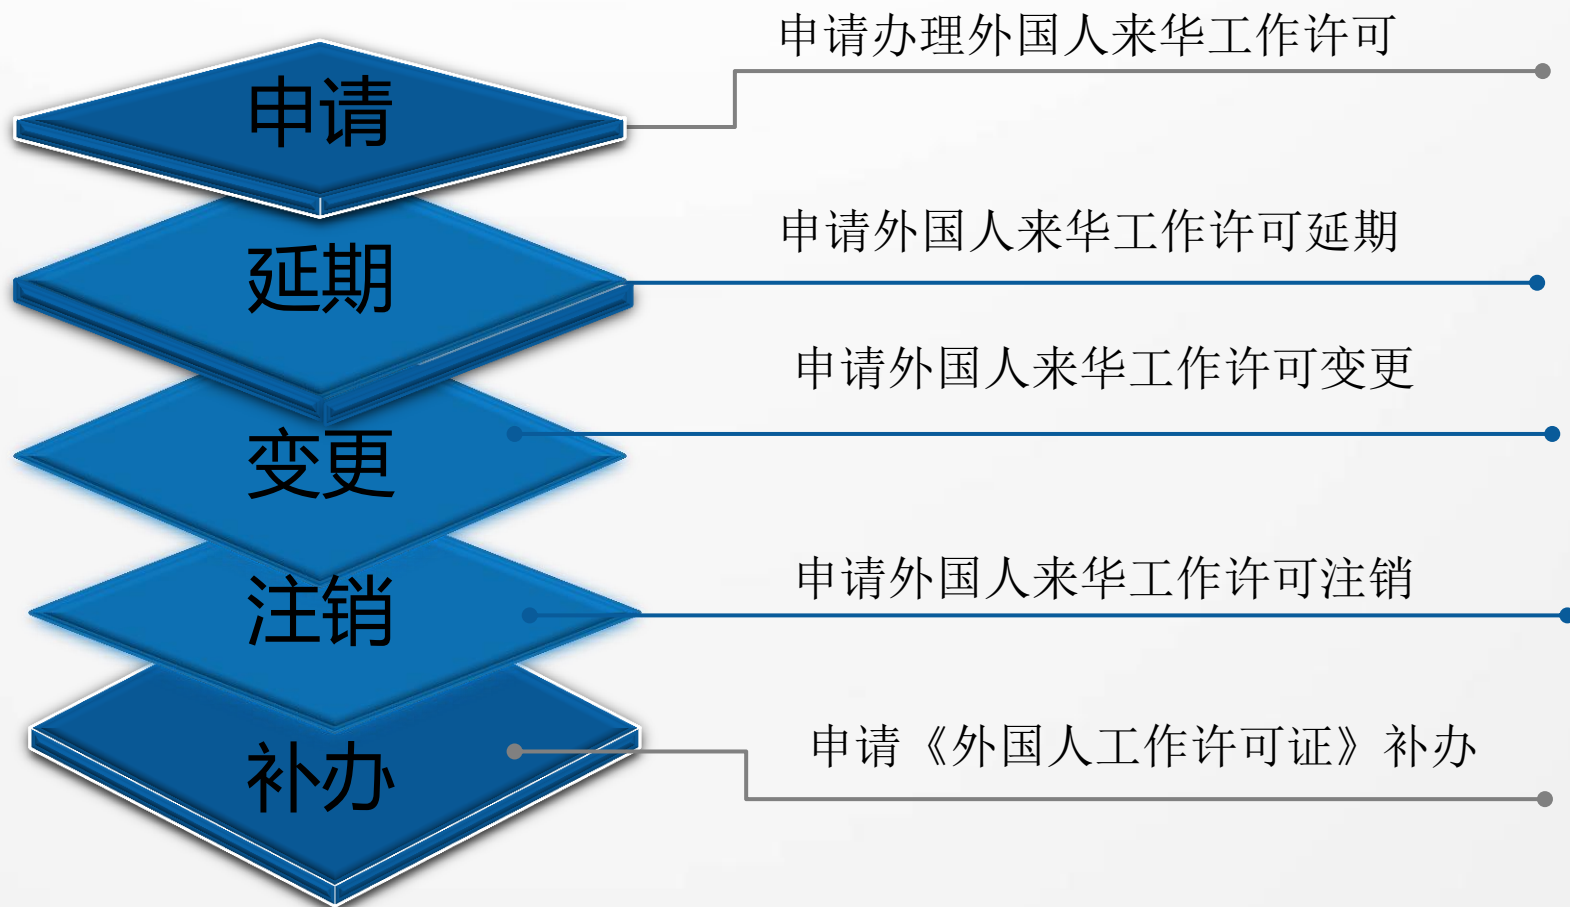 申请
申请办理外国人来华工作许可
延期
申请外国人来华工作许可延期
变更
申请外国人来华工作许可变更
注销
申请外国人来华工作许可注销
补办
申请《外国人工作许可证》补办